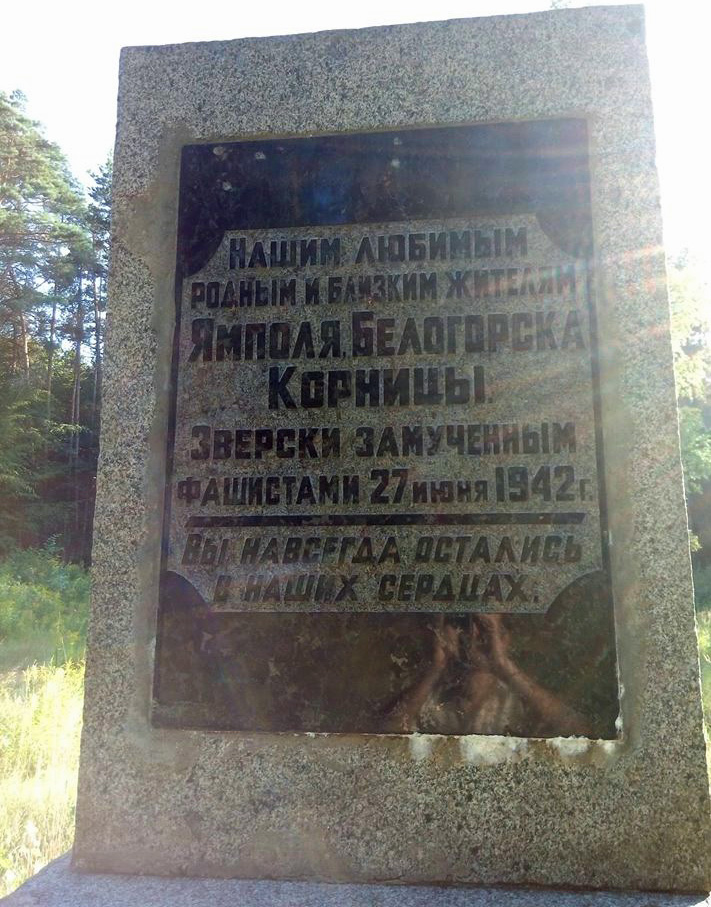 Нашим любимым
родным и близким жителям
Ямполя, Белогорска
Корницы.
Зверски замученным
фашистами 27 июня 1942 г.
Вы навсегда остались
с наших сердцах.